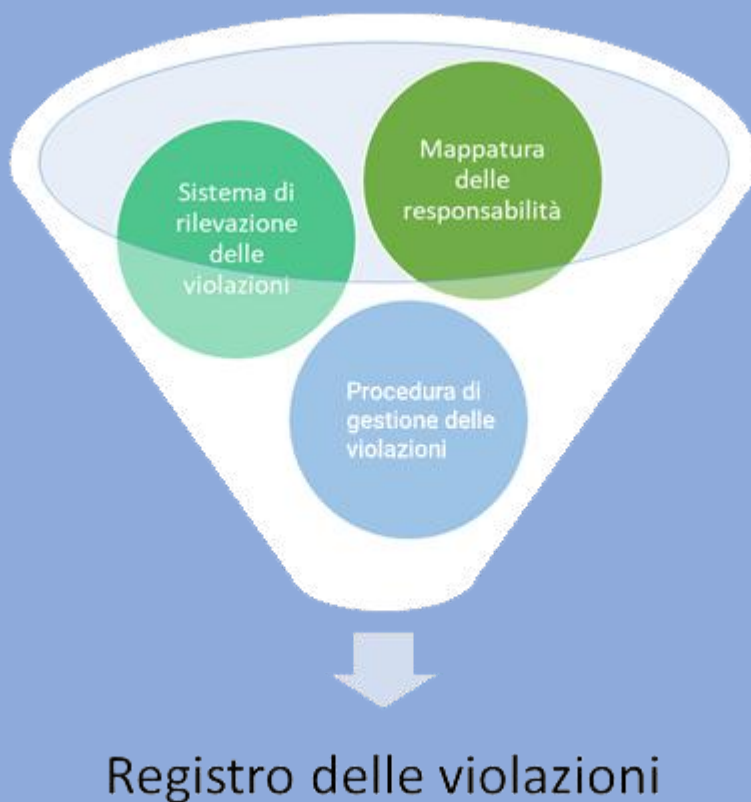 Mappatura
delle
responsabilità
Sistema di
rilevazione
delle
violazioni
Procedura di
gestione delle
violazioni
Registro delle violazioni